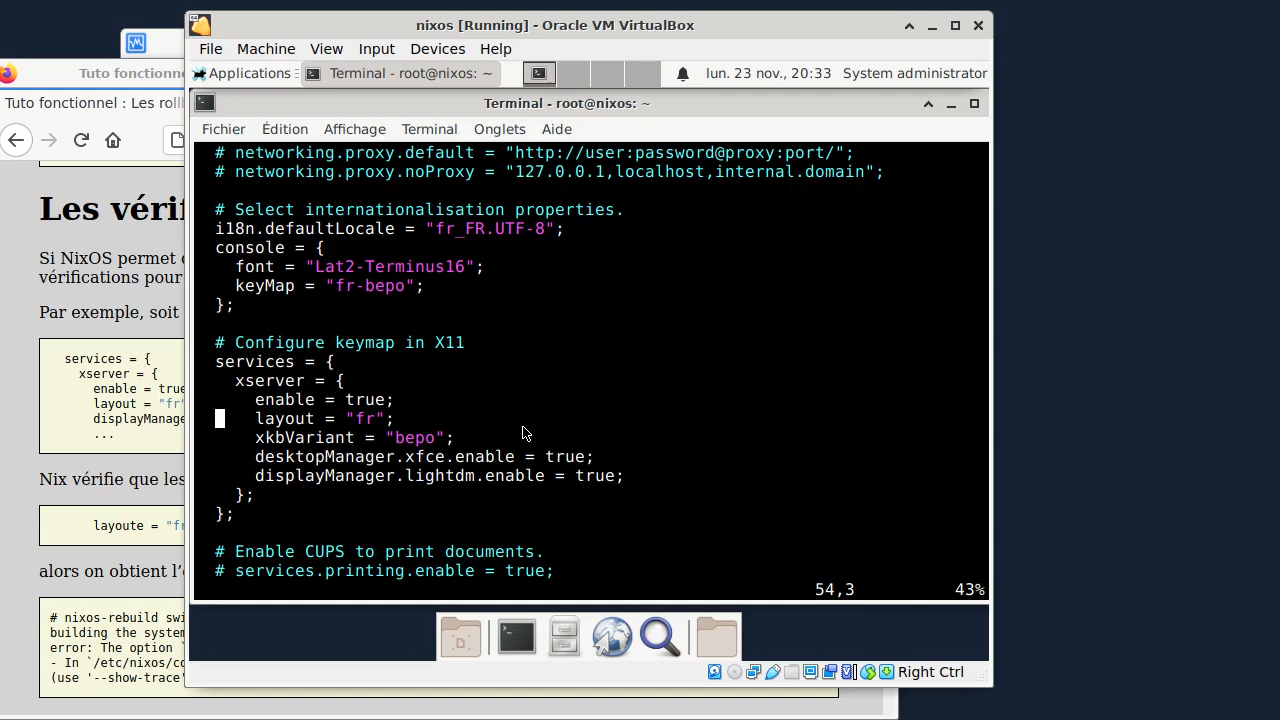 nixos [Running] - Oracle VM VirtualBox
File Machine View Input Devices Help
Applications Terminal - root@nixos: ~ lun. 23 nov., 20:33 System administrator
Terminal - root@nixos: ~
Fichier Édition Affichage Terminal Onglets Aide
# networking.proxy.default = "http://user:password@proxy:port/";
# networking.proxy.noProxy = "127.0.0.1,localhost,internal.domain";
# Select internationalisation properties.
i18n.defaultLocale = "fr_FR.UTF-8";
console = {
font = "Lat2-Terminus16";
keyMap = "fr-bepo";
};
# Configure keymap in X11
services = {
xserver = {
enable = true;
layout = "fr";
xkbVariant = "bepo";
desktopManager.xfce.enable = true;
displayManager.lightdm.enable = true;
};
};
# Enable CUPS to print documents.
# services.printing.enable = true;
54,3 43%
Right Ctrl
Tuto fonctionne
Tuto fonctionnel : Les roll
Les vérif
Si NixOS permet
vérifications pour
Par exemple, soit
services = {
xserver = {
enable = true
layout = "fr"
displayManage
...
Nix vérifie que les
layoute = "fr
alors on obtient l'
# nixos-rebuild swi
building the system
error: The option `
- In `/etc/nixos/co
(use '--show-trace'